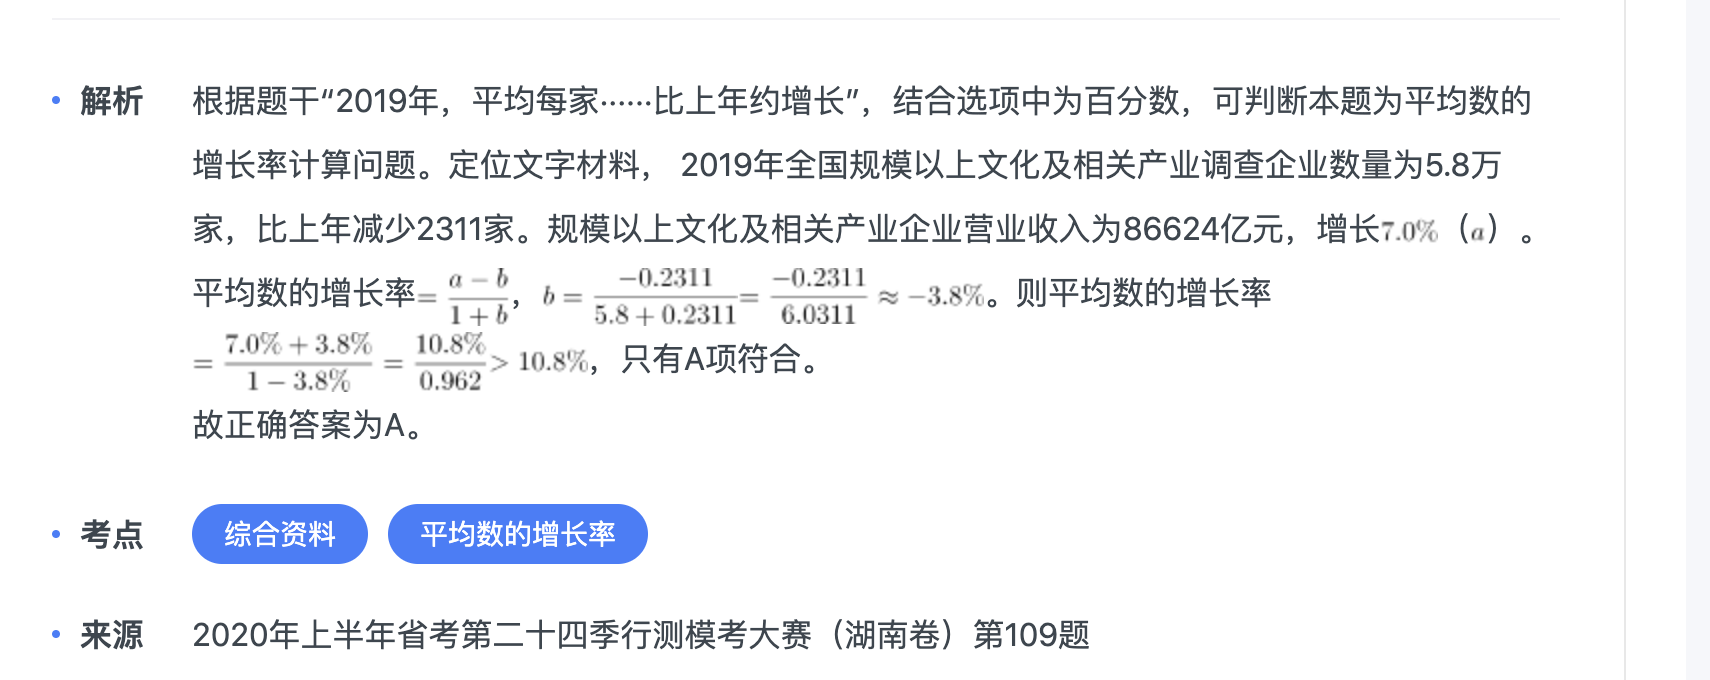 解析 根据题干“2019年，平均每家······比上年约增长”，结合选项中为百分数，可判断本题为平均数的
增长率计算问题。定位文字材料， 2019年全国规模以上文化及相关产业调查企业数量为5.8万
家，比上年减少2311家。规模以上文化及相关产业企业营业收入为86624亿元，增长7.0%（a）。
平均数的增长率= \frac{a-b}{1+b}，b = \frac{-0.2311}{5.8+0.2311} = \frac{-0.2311}{6.0311} ≈ −3.8%。则平均数的增长率
= \frac{7.0%+3.8%}{1-3.8%} = \frac{10.8%}{0.962} > 10.8%，只有A项符合。
故正确答案为A。
考点 综合资料 平均数的增长率
来源 2020年上半年省考第二十四季行测模考大赛（湖南卷）第109题